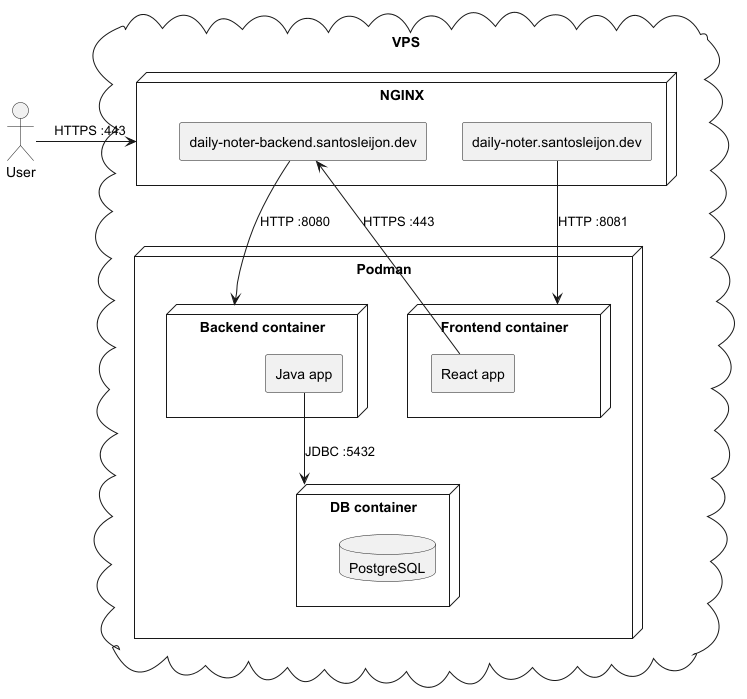 VPS
NGINX
daily-noter-backend.santosleijon.dev
daily-noter.santosleijon.dev
HTTPS :443
User
HTTP :8080
HTTPS :443
HTTP :8081
Podman
Backend container
Frontend container
Java app
React app
JDBC :5432
DB container
PostgreSQL